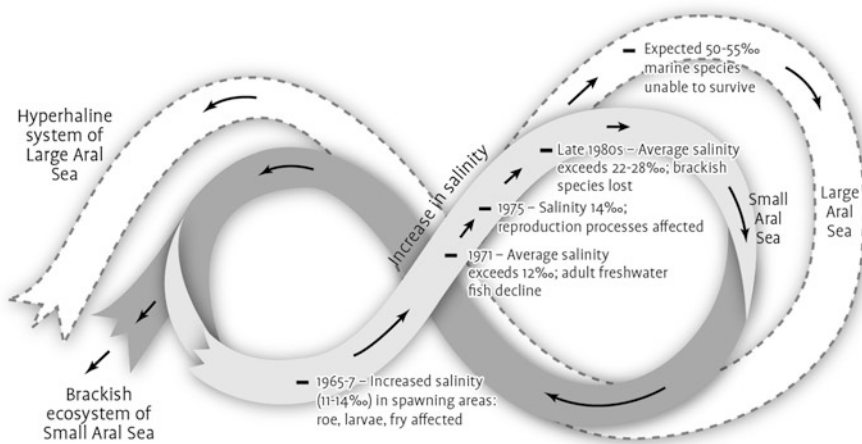 Expected 50-55‰
marine species
unable to survive
Hyperhaline
system of
Large Aral
Sea
Increase in salinity
Late 1980s – Average salinity
exceeds 22-28‰; brackish
species lost
Small
Aral
Sea
Large
Aral
Sea
1975 – Salinity 14‰;
reproduction processes affected
1971 – Average salinity
exceeds 12‰; adult freshwater
fish decline
1965-7 – Increased salinity
(11-14‰) in spawning areas:
roe, larvae, fry affected
Brackish
ecosystem of
Small Aral Sea